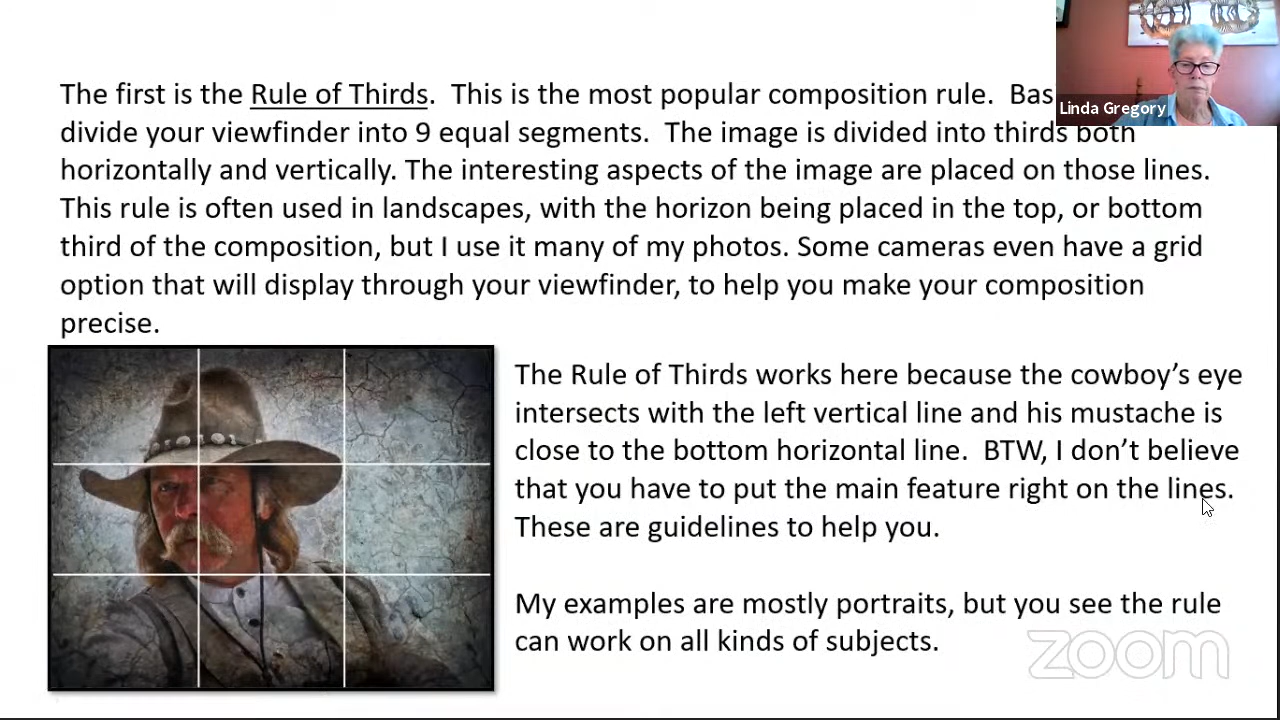 The first is the Rule of Thirds.  This is the most popular composition rule.  Bas
divide your viewfinder into 9 equal segments.  The image is divided into thirds both
horizontally and vertically. The interesting aspects of the image are placed on those lines.
This rule is often used in landscapes, with the horizon being placed in the top, or bottom
third of the composition, but I use it many of my photos. Some cameras even have a grid
option that will display through your viewfinder, to help you make your composition
precise.
Linda Gregory
The Rule of Thirds works here because the cowboy’s eye
intersects with the left vertical line and his mustache is
close to the bottom horizontal line.  BTW, I don’t believe
that you have to put the main feature right on the lines.
These are guidelines to help you.
My examples are mostly portraits, but you see the rule
can work on all kinds of subjects.
zoom